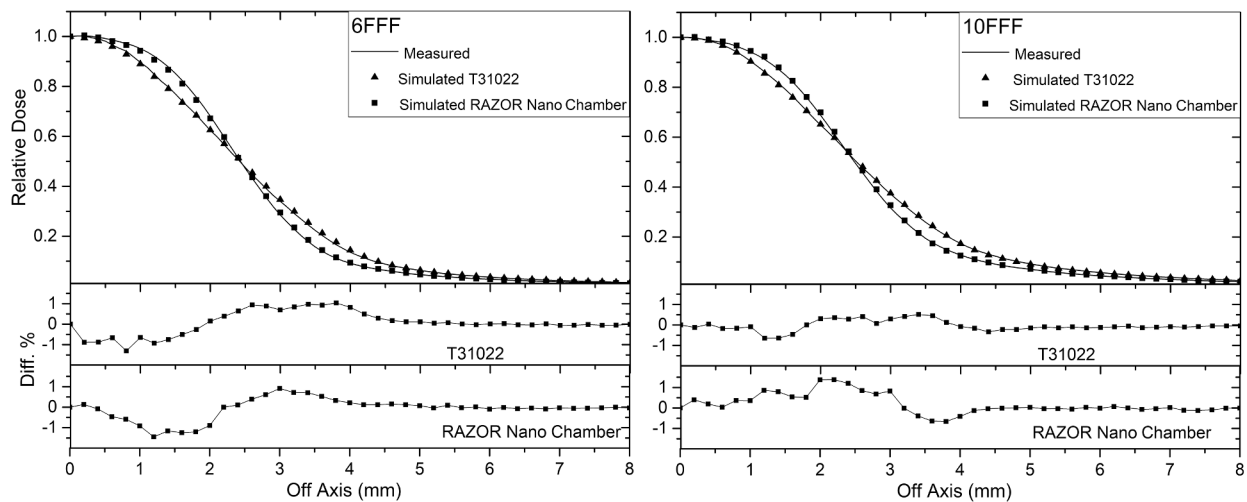 6FFF
Measured
Simulated T31022
Simulated RAZOR Nano Chamber
Relative Dose
1.0
0.8
0.6
0.4
0.2
1
0
-1
T31022
Diff. %
1
0
-1
RAZOR Nano Chamber
0 1 2 3 4 5 6 7 8
Off Axis (mm)
10FFF
Measured
Simulated T31022
Simulated RAZOR Nano Chamber
1.0
0.8
0.6
0.4
0.2
1
0
-1
T31022
1
0
-1
RAZOR Nano Chamber
0 1 2 3 4 5 6 7 8
Off Axis (mm)